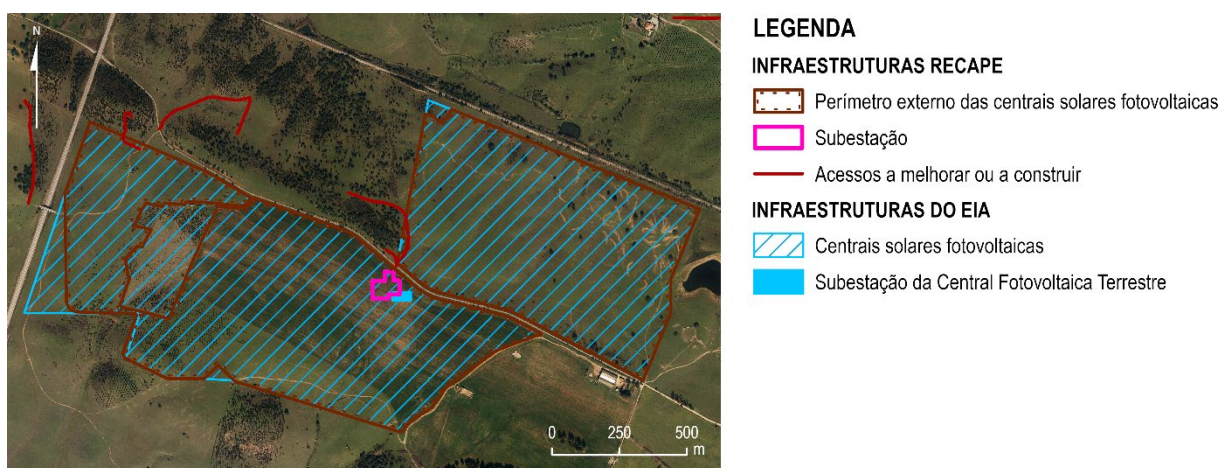 N
0 250 500
m
LEGENDA
INFRAESTRUTURAS RECAPE
Perímetro externo das centrais solares fotovoltaicas
Subestação
Acessos a melhorar ou a construir
INFRAESTRUTURAS DO EIA
Centrais solares fotovoltaicas
Subestação da Central Fotovoltaica Terrestre